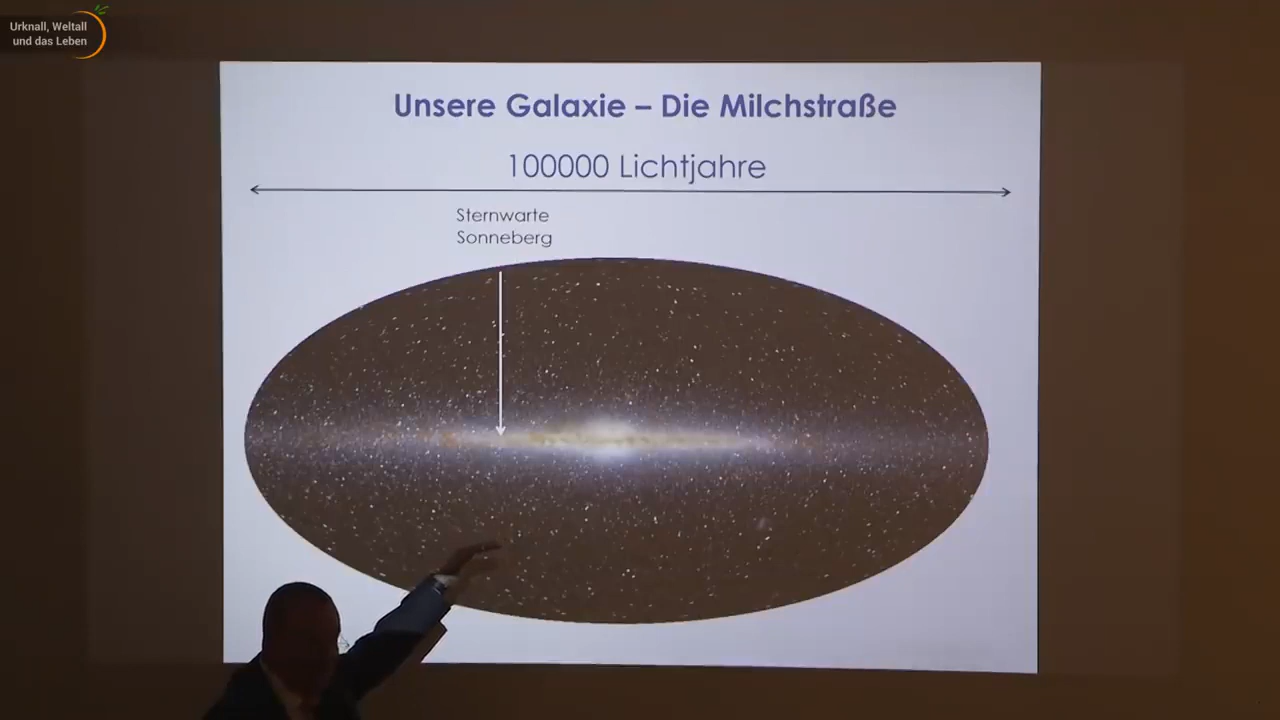 Urknall, Weltall
und das Leben
Unsere Galaxie – Die Milchstraße
100000 Lichtjahre
Sternwarte
Sonneberg